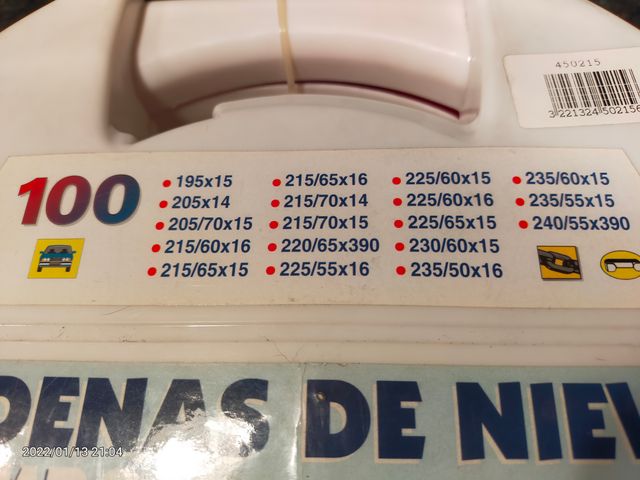 450215
3 221324 502156
100
195x15
205x14
205/70x15
215/60x16
215/65x15
215/65x16
215/70x14
215/70x15
220/65x390
225/55x16
225/60x15
225/60x16
225/65x15
230/60x15
235/50x16
235/60x15
235/55x15
240/55x390
DENAS DE NIEV
2022/01/13 21:04